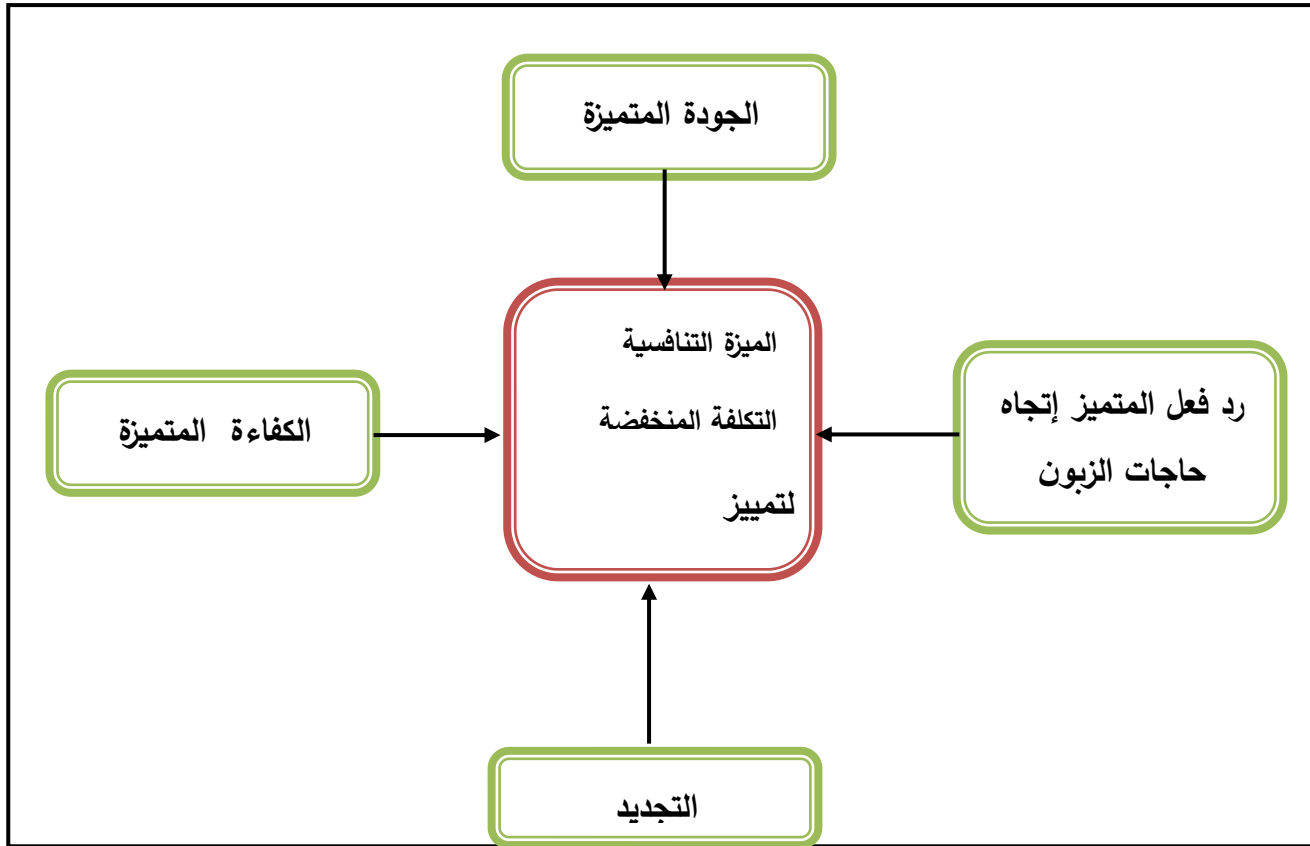 الجودة المتميزة
الميزة التنافسية
التكلفة المنخفضة
لتمييز
رد فعل المتميز إتجاه
حاجات الزبون
الكفاءة المتميزة
التجديد